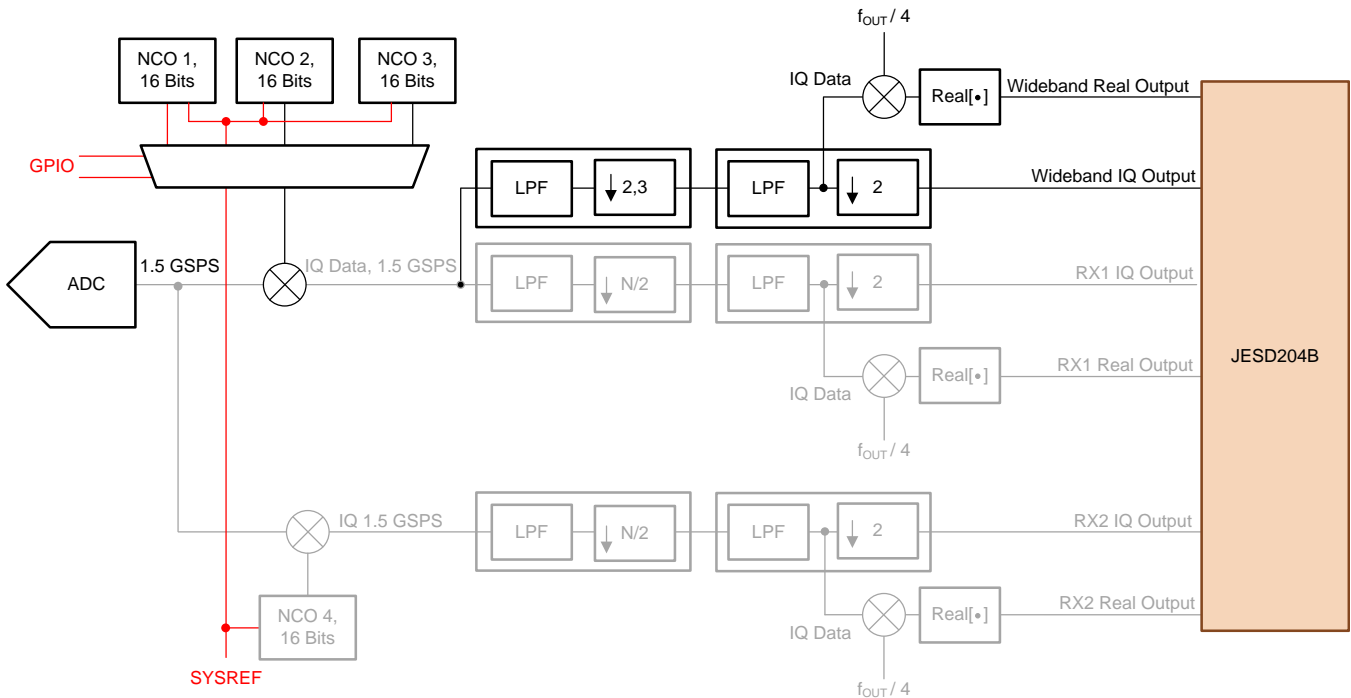 f_OUT / 4
NCO 1,
16 Bits
NCO 2,
16 Bits
NCO 3,
16 Bits
IQ Data
Real[•]
Wideband Real Output
GPIO
LPF
2,3
LPF
2
Wideband IQ Output
ADC
1.5 GSPS
IQ Data, 1.5 GSPS
LPF
N/2
LPF
2
RX1 IQ Output
JESD204B
IQ Data
Real[•]
RX1 Real Output
f_OUT / 4
IQ 1.5 GSPS
LPF
N/2
LPF
2
RX2 IQ Output
NCO 4,
16 Bits
IQ Data
Real[•]
RX2 Real Output
SYSREF
f_OUT / 4